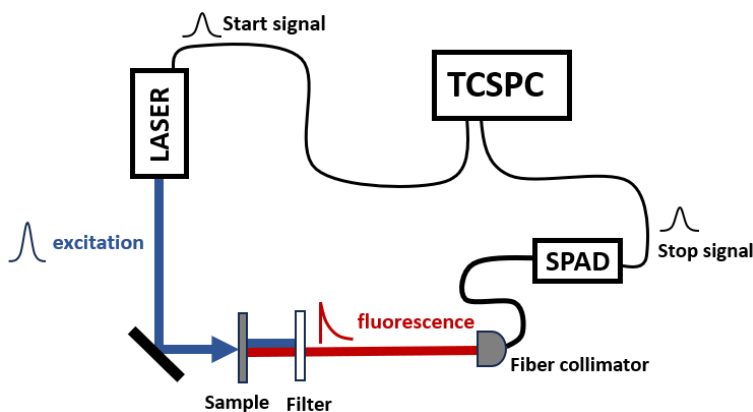 Start signal
TCSPC
LASER
excitation
Stop signal
SPAD
fluorescence
Fiber collimator
Sample
Filter